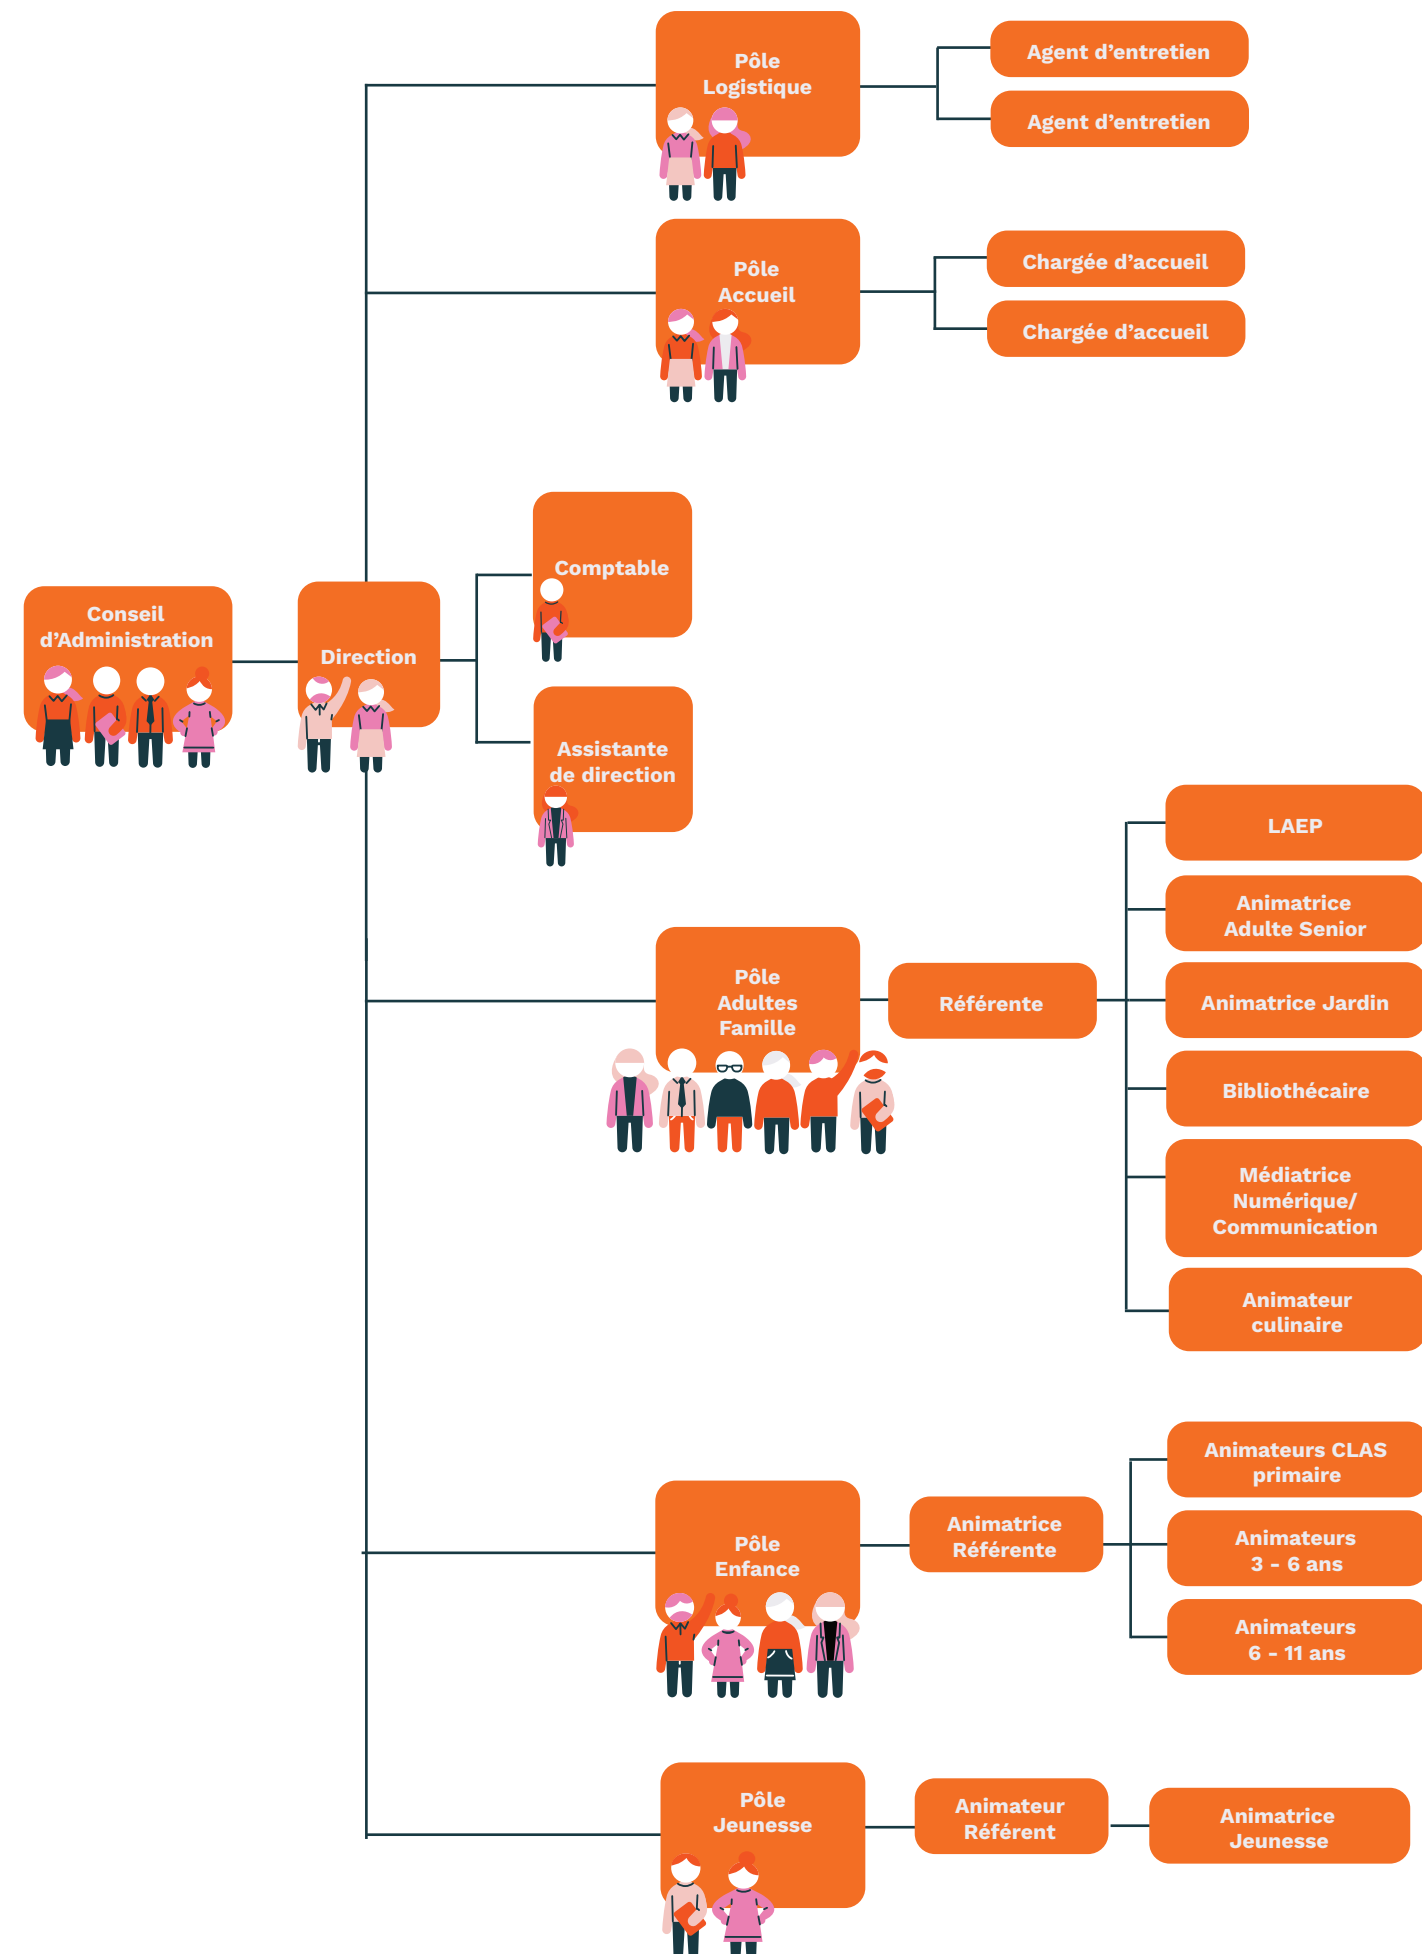 Pôle
Logistique
Agent d’entretien
Agent d’entretien
Pôle
Accueil
Chargée d’accueil
Chargée d’accueil
Conseil
d’Administration
Direction
Comptable
Assistante
de direction
Pôle
Adultes
Famille
Référente
LAEP
Animatrice
Adulte Senior
Animatrice Jardin
Bibliothécaire
Médiatrice
Numérique/
Communication
Animateur
culinaire
Pôle
Enfance
Animatrice
Référente
Animateurs CLAS
primaire
Animateurs
3 - 6 ans
Animateurs
6 - 11 ans
Pôle
Jeunesse
Animateur
Référent
Animatrice
Jeunesse